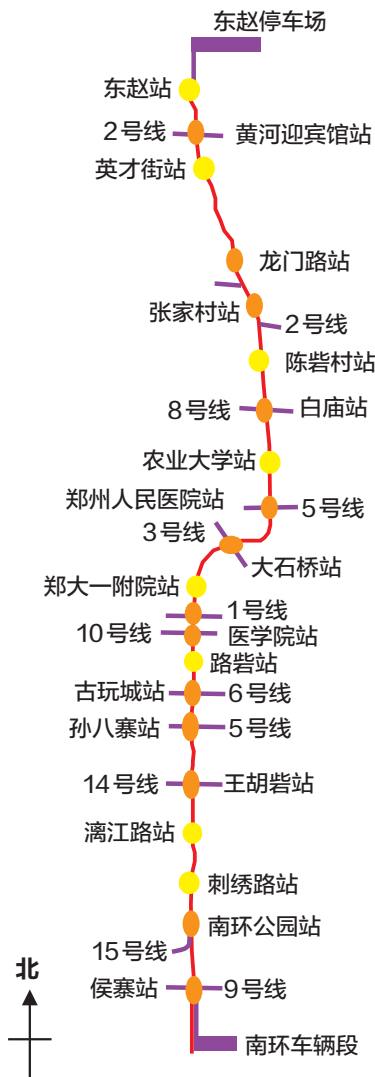 东赵停车场
东赵站
2号线
黄河迎宾馆站
英才街站
龙门路站
张家村站
2号线
陈砦村站
8号线
白庙站
农业大学站
郑州人民医院站
5号线
3号线
大石桥站
郑大一附院站
1号线
10号线
医学院站
路砦站
古玩城站
6号线
孙八寨站
5号线
14号线
王胡砦站
漓江路站
刺绣路站
南环公园站
15号线
北
侯寨站
9号线
南环车辆段